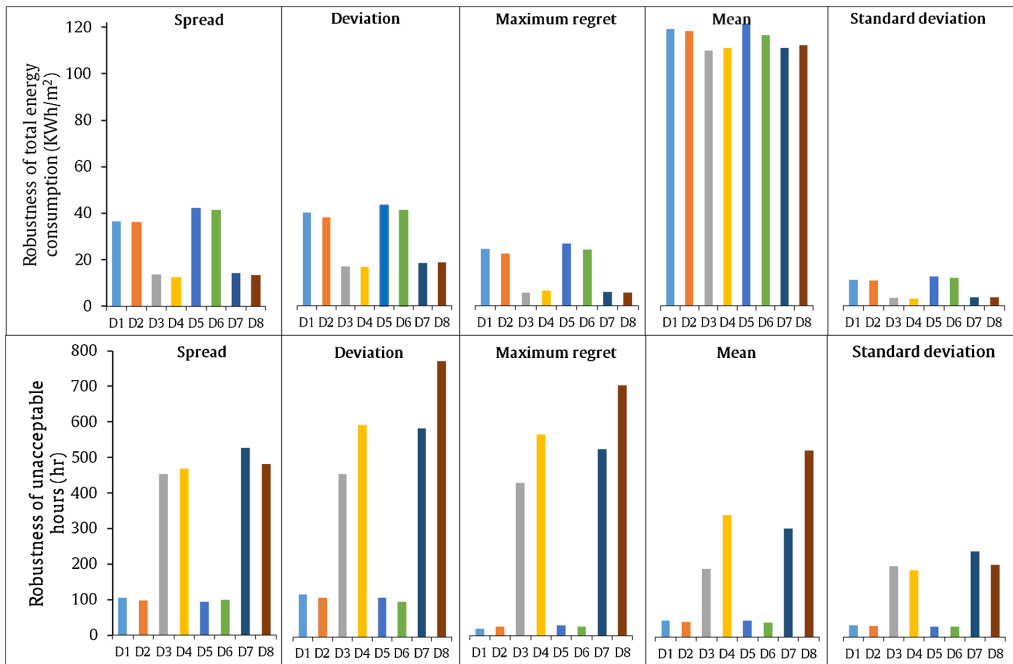 Spread Deviation Maximum regret Mean Standard deviation
Robustness of total energy
consumption (KWh/m²)
120
100
80
60
40
20
0
D1 D2 D3 D4 D5 D6 D7 D8 D1 D2 D3 D4 D5 D6 D7 D8 D1 D2 D3 D4 D5 D6 D7 D8 D1 D2 D3 D4 D5 D6 D7 D8 D1 D2 D3 D4 D5 D6 D7 D8
Spread Deviation Maximum regret Mean Standard deviation
Robustness of unacceptable
hours (hr)
800
700
600
500
400
300
200
100
0
D1 D2 D3 D4 D5 D6 D7 D8 D1 D2 D3 D4 D5 D6 D7 D8 D1 D2 D3 D4 D5 D6 D7 D8 D1 D2 D3 D4 D5 D6 D7 D8 D1 D2 D3 D4 D5 D6 D7 D8